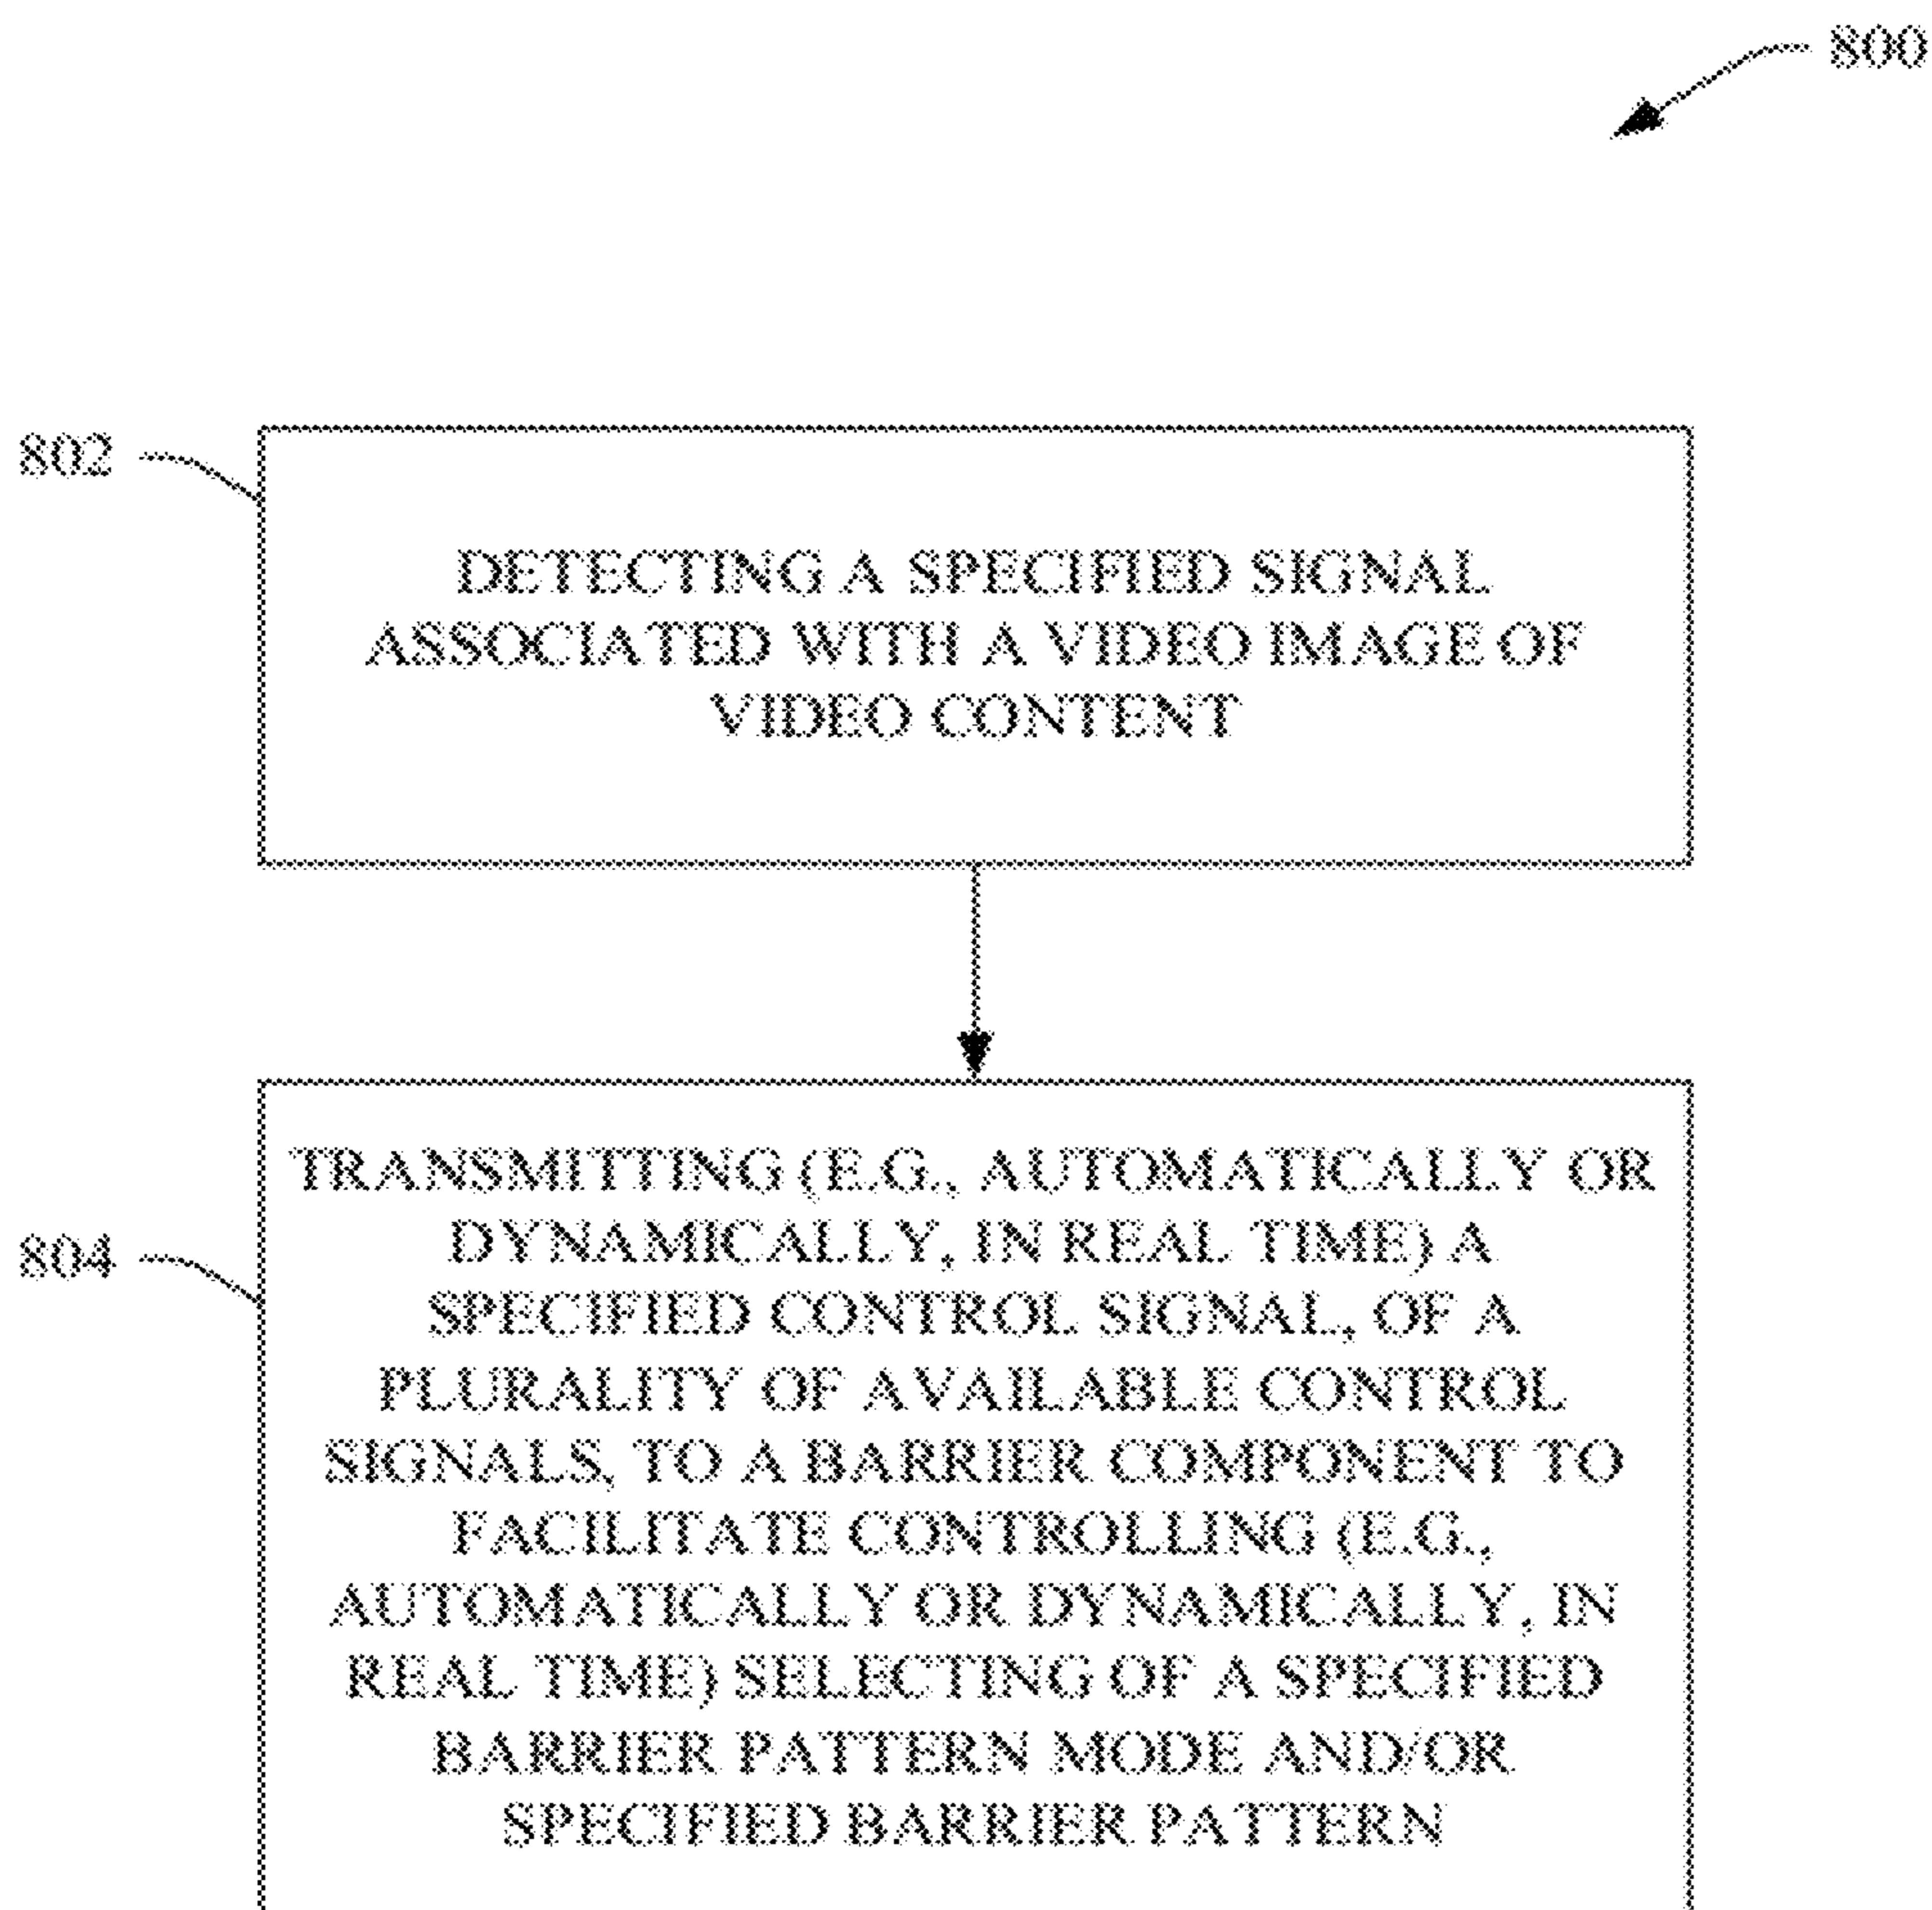 800
802
DETECTING A SPECIFIED SIGNAL
ASSOCIATED WITH A VIDEO IMAGE OF
VIDEO CONTENT
804
TRANSMITTING (E.G., AUTOMATICALLY OR
DYNAMICALLY, IN REAL TIME) A
SPECIFIED CONTROL SIGNAL, OF A
PLURALITY OF AVAILABLE CONTROL
SIGNALS, TO A BARRIER COMPONENT TO
FACILITATE CONTROLLING (E.G.,
AUTOMATICALLY OR DYNAMICALLY, IN
REAL TIME) SELECTING OF A SPECIFIED
BARRIER PATTERN MODE AND/OR
SPECIFIED BARRIER PATTERN